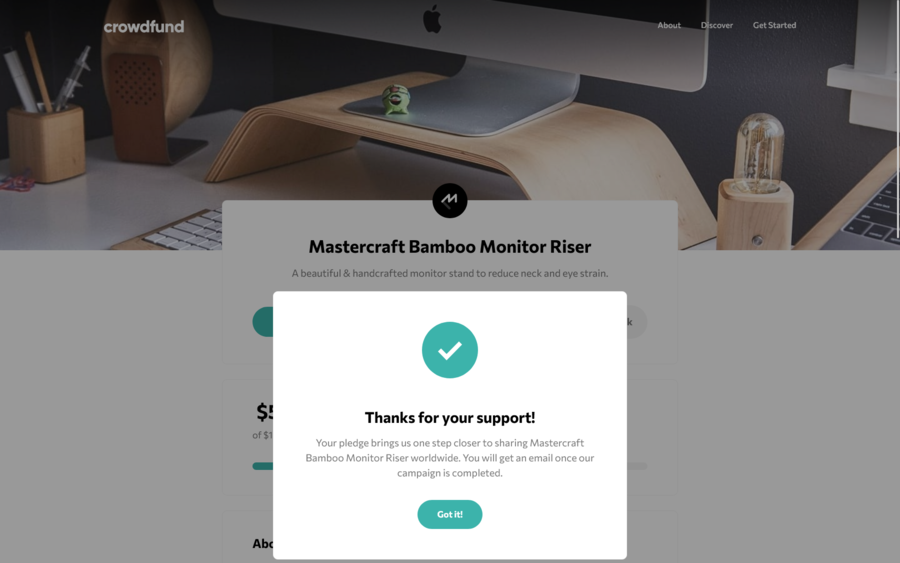 crowdfund
About Discover Get Started
Mastercraft Bamboo Monitor Riser
A beautiful & handcrafted monitor stand to reduce neck and eye strain.
k
$5
of $1
Thanks for your support!
Your pledge brings us one step closer to sharing Mastercraft
Bamboo Monitor Riser worldwide. You will get an email once our
campaign is completed.
Got it!
Abo